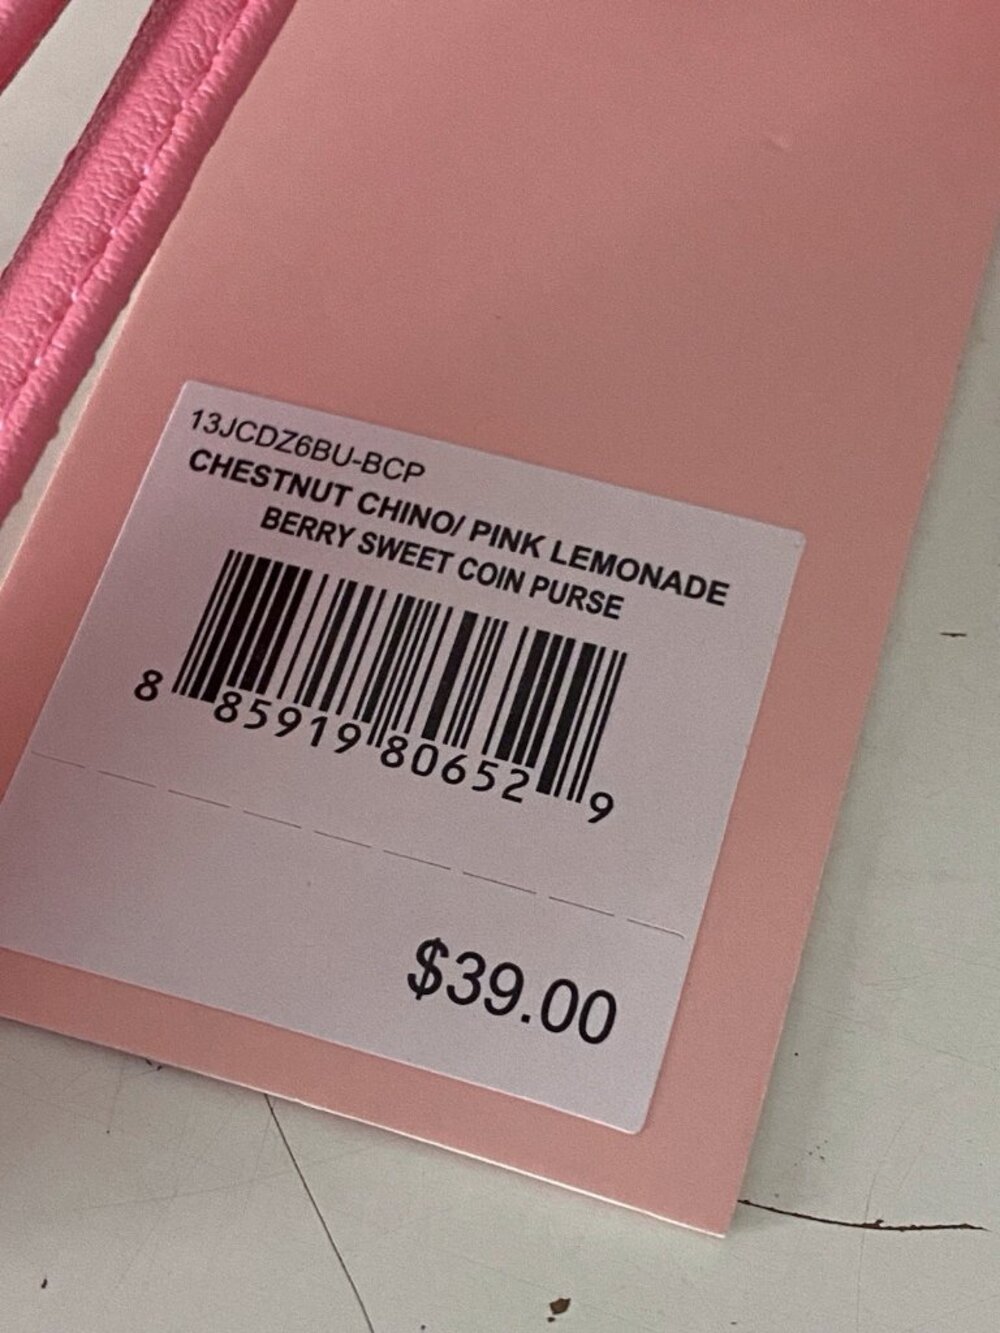 13JCDZ6BU-BCP
CHESTNUT CHINO/ PINK LEMONADE
BERRY SWEET COIN PURSE
8 85919 80652 9
$39.00